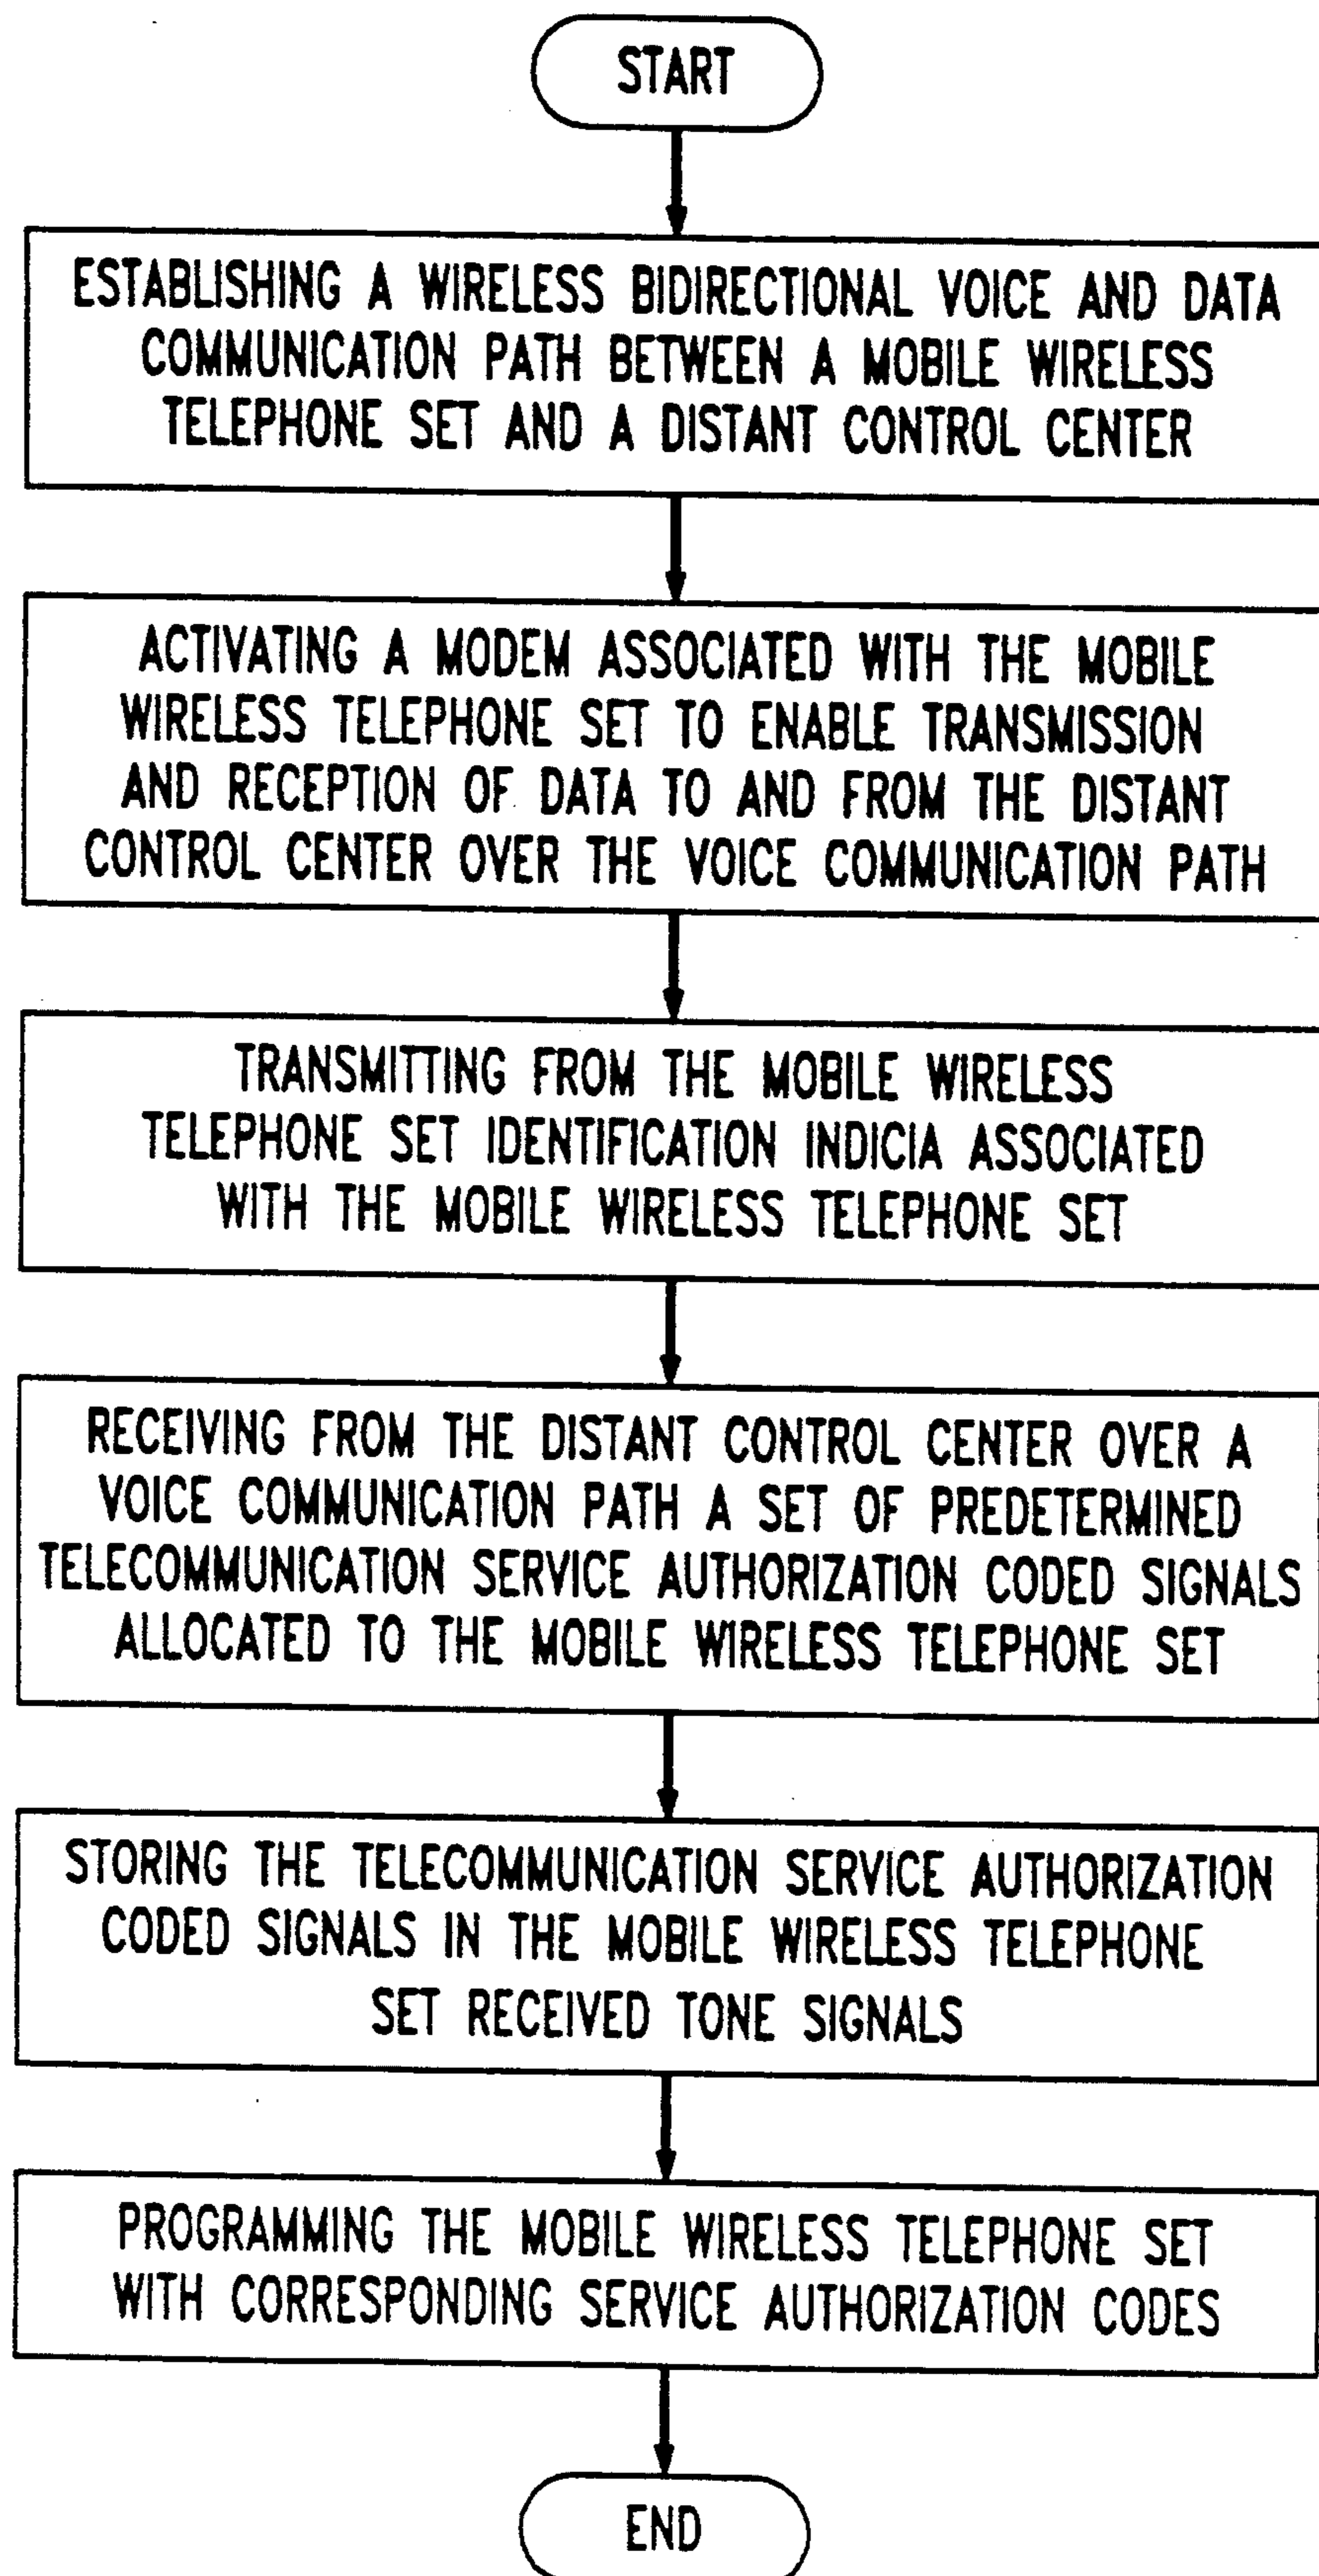 START
ESTABLISHING A WIRELESS BIDIRECTIONAL VOICE AND DATA
COMMUNICATION PATH BETWEEN A MOBILE WIRELESS
TELEPHONE SET AND A DISTANT CONTROL CENTER
ACTIVATING A MODEM ASSOCIATED WITH THE MOBILE
WIRELESS TELEPHONE SET TO ENABLE TRANSMISSION
AND RECEPTION OF DATA TO AND FROM THE DISTANT
CONTROL CENTER OVER THE VOICE COMMUNICATION PATH
TRANSMITTING FROM THE MOBILE WIRELESS
TELEPHONE SET IDENTIFICATION INDICIA ASSOCIATED
WITH THE MOBILE WIRELESS TELEPHONE SET
RECEIVING FROM THE DISTANT CONTROL CENTER OVER A
VOICE COMMUNICATION PATH A SET OF PREDETERMINED
TELECOMMUNICATION SERVICE AUTHORIZATION CODED SIGNALS
ALLOCATED TO THE MOBILE WIRELESS TELEPHONE SET
STORING THE TELECOMMUNICATION SERVICE AUTHORIZATION
CODED SIGNALS IN THE MOBILE WIRELESS TELEPHONE
SET RECEIVED TONE SIGNALS
PROGRAMMING THE MOBILE WIRELESS TELEPHONE SET
WITH CORRESPONDING SERVICE AUTHORIZATION CODES
END